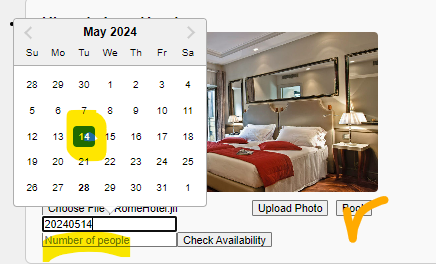 May 2024
Su Mo Tu We Th Fr Sa
28 29 30 1 2 3 4
5 6 7 8 9 10 11
12 13 14 15 16 17 18
19 20 21 22 23 24 25
26 27 28 29 30 31 1
Choose File RomeHotel.jfif Upload Photo Book
20240514
Number of people Check Availability